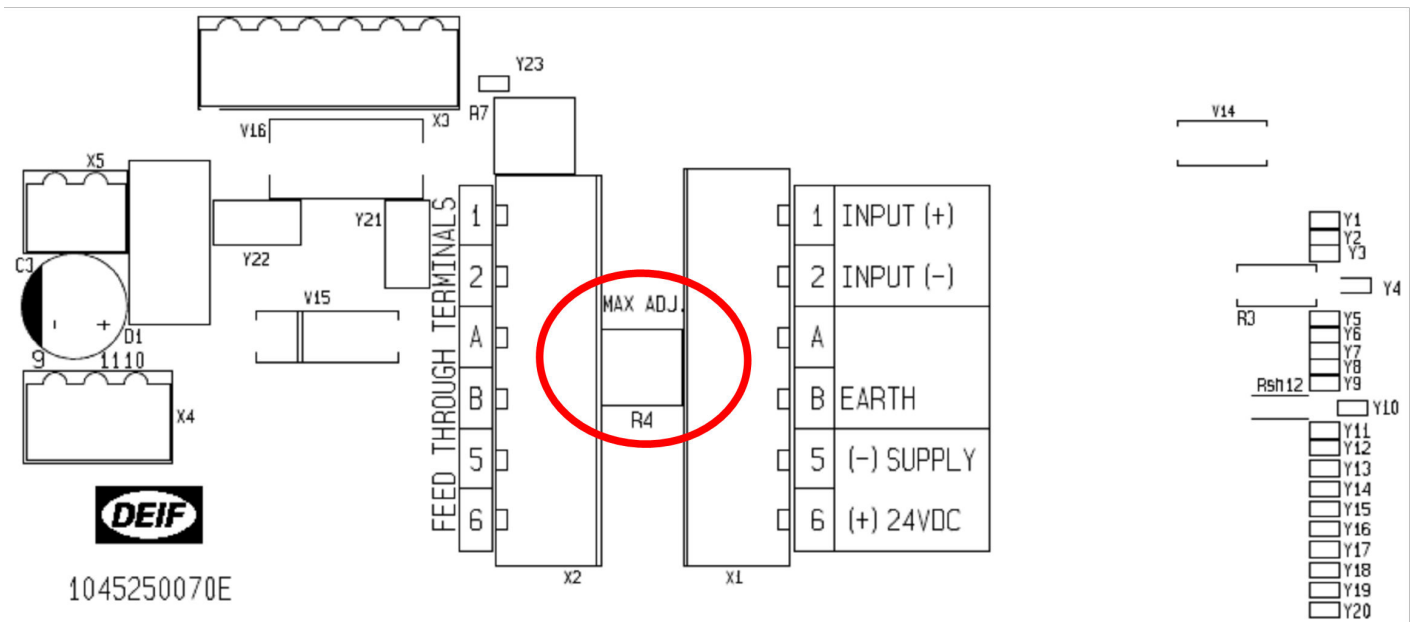 Y23
X3
R7
V16
V14
X5
FEED THROUGH TERMINALS
1
2
A
B
5
6
MAX ADJ.
R4
1 INPUT (+)
2 INPUT (-)
A
B EARTH
5 (-) SUPPLY
6 (+) 24VDC
X2
X1
Y21
Y22
C3
V15
- +
D1
9 11 10
X4
DEIF
1045250070E
Y1
Y2
Y3
Y4
R3
Y5
Y6
Y7
Y8
Y9
Rsh12
Y10
Y11
Y12
Y13
Y14
Y15
Y16
Y17
Y18
Y19
Y20